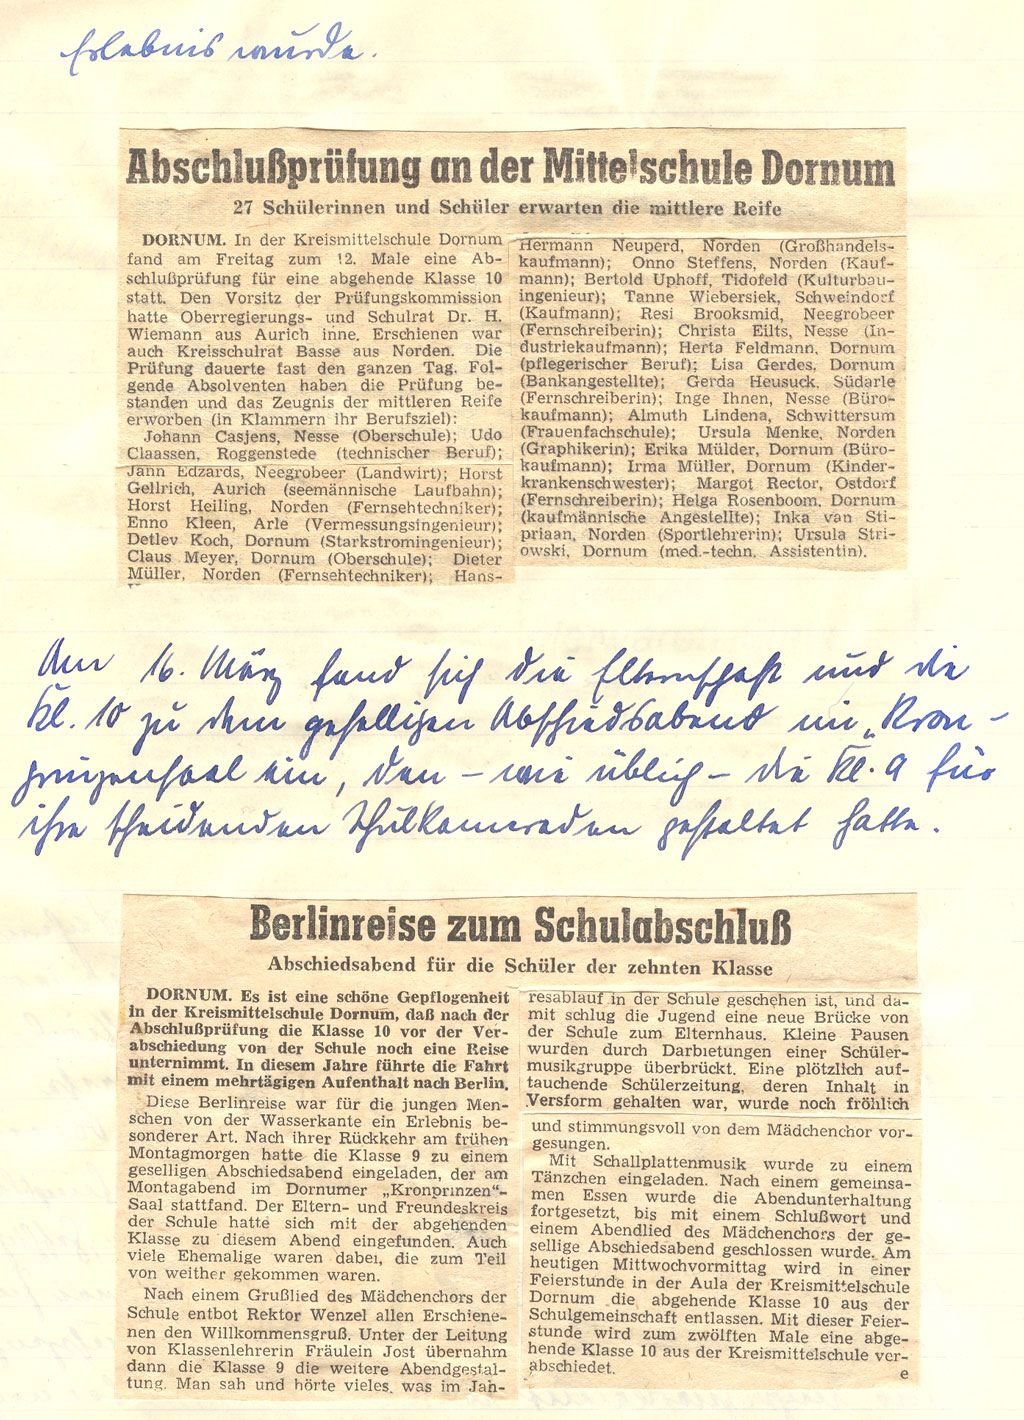 Erlebnis wurde.
Abschlußprüfung an der Mittelschule Dornum
27 Schülerinnen und Schüler erwarten die mittlere Reife
DORNUM. In der Kreismittelschule Dornum
fand am Freitag zum 12. Male eine Ab-
schlußprüfung für eine abgehende Klasse 10
statt. Den Vorsitz der Prüfungskommission
hatte Oberregierungs- und Schulrat Dr. H.
Wiemann aus Aurich inne. Erschienen war
auch Kreisschulrat Basse aus Norden. Die
Prüfung dauerte fast den ganzen Tag. Fol-
gende Absolventen haben die Prüfung be-
standen und das Zeugnis der mittleren Reife
erworben (in Klammern ihr Berufsziel):
Johann Casjens, Nesse (Oberschule); Udo
Claassen, Roggenstede (technischer Beruf);
Jann Edzards, Neegrobeer (Landwirt); Horst
Gellrich, Aurich (seemännische Laufbahn);
Horst Heiling, Norden (Fernsehtechniker);
Enno Kleen, Arle (Vermessungsingenieur);
Detlev Koch, Dornum (Starkstromingenieur);
Claus Meyer, Dornum (Oberschule); Dieter
Müller, Norden (Fernsehtechniker); Hans-
Hermann Neuperd, Norden (Großhandels-
kaufmann); Onno Steffens, Norden (Kauf-
mann); Bertold Uphoff, Tidofeld (Kulturbau-
ingenieur); Tanne Wiebersiek, Schweindorf
(Kaufmann); Resi Brooksmid, Neegrobeer
(Fernschreiberin); Christa Eilts, Nesse (In-
dustriekaufmann); Herta Feldmann, Dornum
(pflegerischer Beruf); Lisa Gerdes, Dornum
(Bankangestellte); Gerda Heusuck, Süderle
(Fernschreiberin); Inge Ihnen, Nesse (Büro-
kaufmann); Almuth Lindena, Schwittersum
(Frauenfachschule); Ursula Menke, Norden
(Graphikerin); Erika Mülder, Dornum (Büro-
kaufmann); Irma Müller, Dornum (Kinder-
krankenschwester); Margot Rector, Ostdorf
(Fernschreiberin); Helga Rosenboom, Dornum
(kaufmännische Angestellte); Inka van Sti-
priaan, Norden (Sportlehrerin); Ursula Stri-
owski, Dornum (med.-techn. Assistentin).
Am 16. März fand sich die Elternschaft und die
Kl. 10 zu dem geselligen Abschiedsabend im „Kron-
prinzensaal ein, den – wie üblich – die Kl. 9 für
ihre scheidenden Schulkameraden gestaltet hatte.
Berlinreise zum Schulabschluß
Abschiedsabend für die Schüler der zehnten Klasse
DORNUM. Es ist eine schöne Gepflogenheit
in der Kreismittelschule Dornum, daß nach der
Abschlußprüfung die Klasse 10 vor der Ver-
abschiedung von der Schule noch eine Reise
unternimmt. In diesem Jahre führte die Fahrt
mit einem mehrtägigen Aufenthalt nach Berlin.
Diese Berlinreise war für die jungen Men-
schen von der Wasserkante ein Erlebnis be-
sonderer Art. Nach ihrer Rückkehr am frühen
Montagmorgen hatte die Klasse 9 zu einem
geselligen Abschiedsabend eingeladen, der am
Montagabend im Dornumer „Kronprinzen“-
Saal stattfand. Der Eltern- und Freundeskreis
der Schule hatte sich mit der abgehenden
Klasse zu diesem Abend eingefunden. Auch
viele Ehemalige waren dabei, die zum Teil
von weither gekommen waren.
Nach einem Grußlied des Mädchenchors der
Schule entbot Rektor Wenzel allen Erschiene-
nen den Willkommensgruß. Unter der Leitung
von Klassenlehrerin Fräulein Jost übernahm
dann die Klasse 9 die weitere Abendgestal-
tung. Man sah und hörte vieles, was im Jah-
resablauf in der Schule geschehen ist, und da-
mit schlug die Jugend eine neue Brücke von
der Schule zum Elternhaus. Kleine Pausen
wurden durch Darbietungen einer Schüler-
musikgruppe überbrückt. Eine plötzlich auf-
tauchende Schülerzeitung, deren Inhalt in
Versform gehalten war, wurde noch fröhlich
und stimmungsvoll von dem Mädchenchor vor-
gesungen.
Mit Schallplattenmusik wurde zu einem
Tänzchen eingeladen. Nach einem gemeinsa-
men Essen wurde die Abendunterhaltung
fortgesetzt, bis mit einem Schlußwort und
einem Abendlied des Mädchenchors der ge-
sellige Abschiedsabend geschlossen wurde. Am
heutigen Mittwochvormittag wird in einer
Feierstunde in der Aula der Kreismittelschule
Dornum die abgehende Klasse 10 aus der
Schulgemeinschaft entlassen. Mit dieser Feier-
stunde wird zum zwölften Male eine abge-
hende Klasse 10 aus der Kreismittelschule ver-
abschiedet.
e